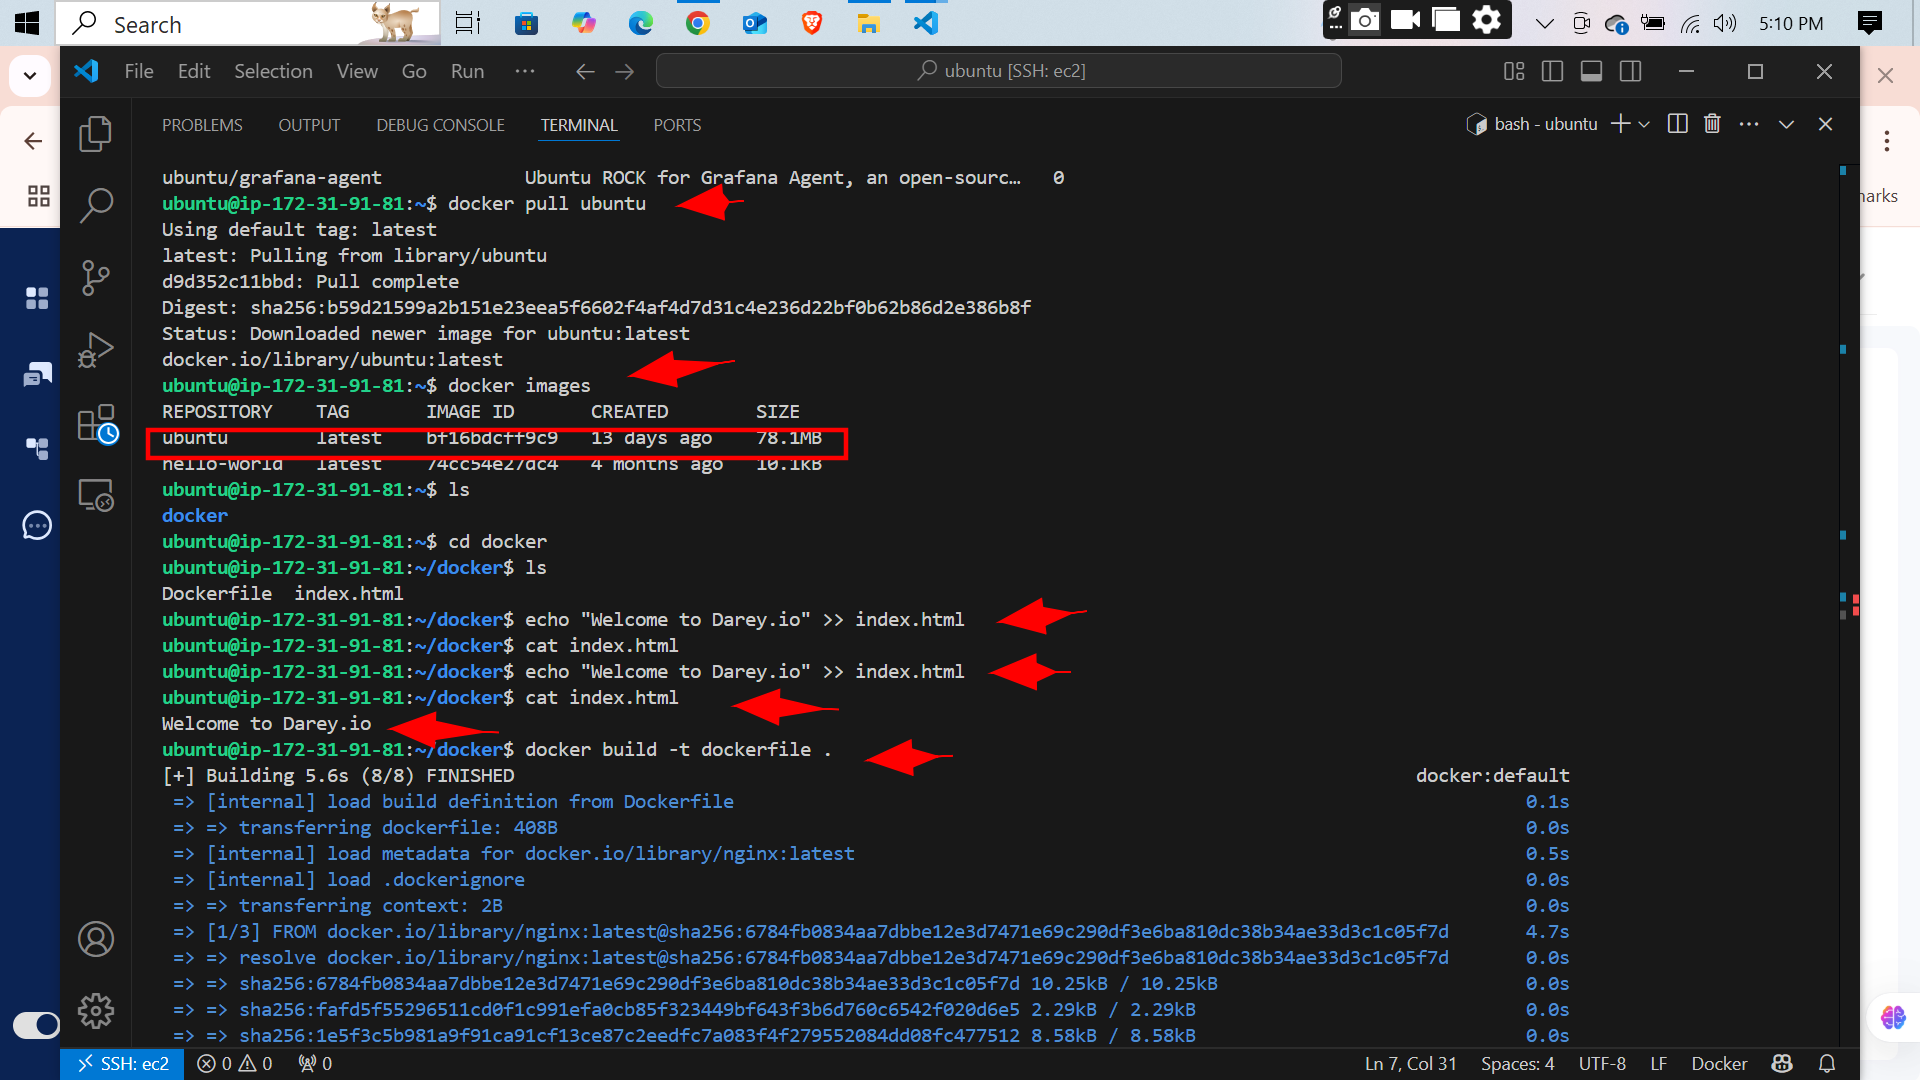 Search
5:10 PM
File Edit Selection View Go Run ...
ubuntu [SSH: ec2]
PROBLEMS OUTPUT DEBUG CONSOLE TERMINAL PORTS
bash - ubuntu
arks
ubuntu/grafana-agent Ubuntu ROCK for Grafana Agent, an open-sourc… 0
ubuntu@ip-172-31-91-81:~$ docker pull ubuntu
Using default tag: latest
latest: Pulling from library/ubuntu
d9d352c11bbd: Pull complete
Digest: sha256:b59d21599a2b151e23eea5f6602f4af4d7d31c4e236d22bf0b62b86d2e386b8f
Status: Downloaded newer image for ubuntu:latest
docker.io/library/ubuntu:latest
ubuntu@ip-172-31-91-81:~$ docker images
REPOSITORY TAG IMAGE ID CREATED SIZE
ubuntu latest bf16bdcff9c9 13 days ago 78.1MB
hello-world latest 74cc54e27dc4 4 months ago 10.1kB
ubuntu@ip-172-31-91-81:~$ ls
docker
ubuntu@ip-172-31-91-81:~$ cd docker
ubuntu@ip-172-31-91-81:~/docker$ ls
Dockerfile index.html
ubuntu@ip-172-31-91-81:~/docker$ echo "Welcome to Darey.io" >> index.html
ubuntu@ip-172-31-91-81:~/docker$ cat index.html
ubuntu@ip-172-31-91-81:~/docker$ echo "Welcome to Darey.io" >> index.html
ubuntu@ip-172-31-91-81:~/docker$ cat index.html
Welcome to Darey.io
ubuntu@ip-172-31-91-81:~/docker$ docker build -t dockerfile .
[+] Building 5.6s (8/8) FINISHED docker:default
=> [internal] load build definition from Dockerfile 0.1s
=> => transferring dockerfile: 408B 0.0s
=> [internal] load metadata for docker.io/library/nginx:latest 0.5s
=> [internal] load .dockerignore 0.0s
=> => transferring context: 2B 0.0s
=> [1/3] FROM docker.io/library/nginx:latest@sha256:6784fb0834aa7dbbe12e3d7471e69c290df3e6ba810dc38b34ae33d3c1c05f7d 4.7s
=> => resolve docker.io/library/nginx:latest@sha256:6784fb0834aa7dbbe12e3d7471e69c290df3e6ba810dc38b34ae33d3c1c05f7d 0.0s
=> => sha256:6784fb0834aa7dbbe12e3d7471e69c290df3e6ba810dc38b34ae33d3c1c05f7d 10.25kB / 10.25kB 0.0s
=> => sha256:fafd5f55296511cd0f1c991efa0cb85f323449bf643f3b6d760c6542f020d6e5 2.29kB / 2.29kB 0.0s
=> => sha256:1e5f3c5b981a9f91ca91cf13ce87c2eedfc7a083f4f279552084dd08fc477512 8.58kB / 8.58kB 0.0s
SSH: ec2 0 0 0 Ln 7, Col 31 Spaces: 4 UTF-8 LF Docker